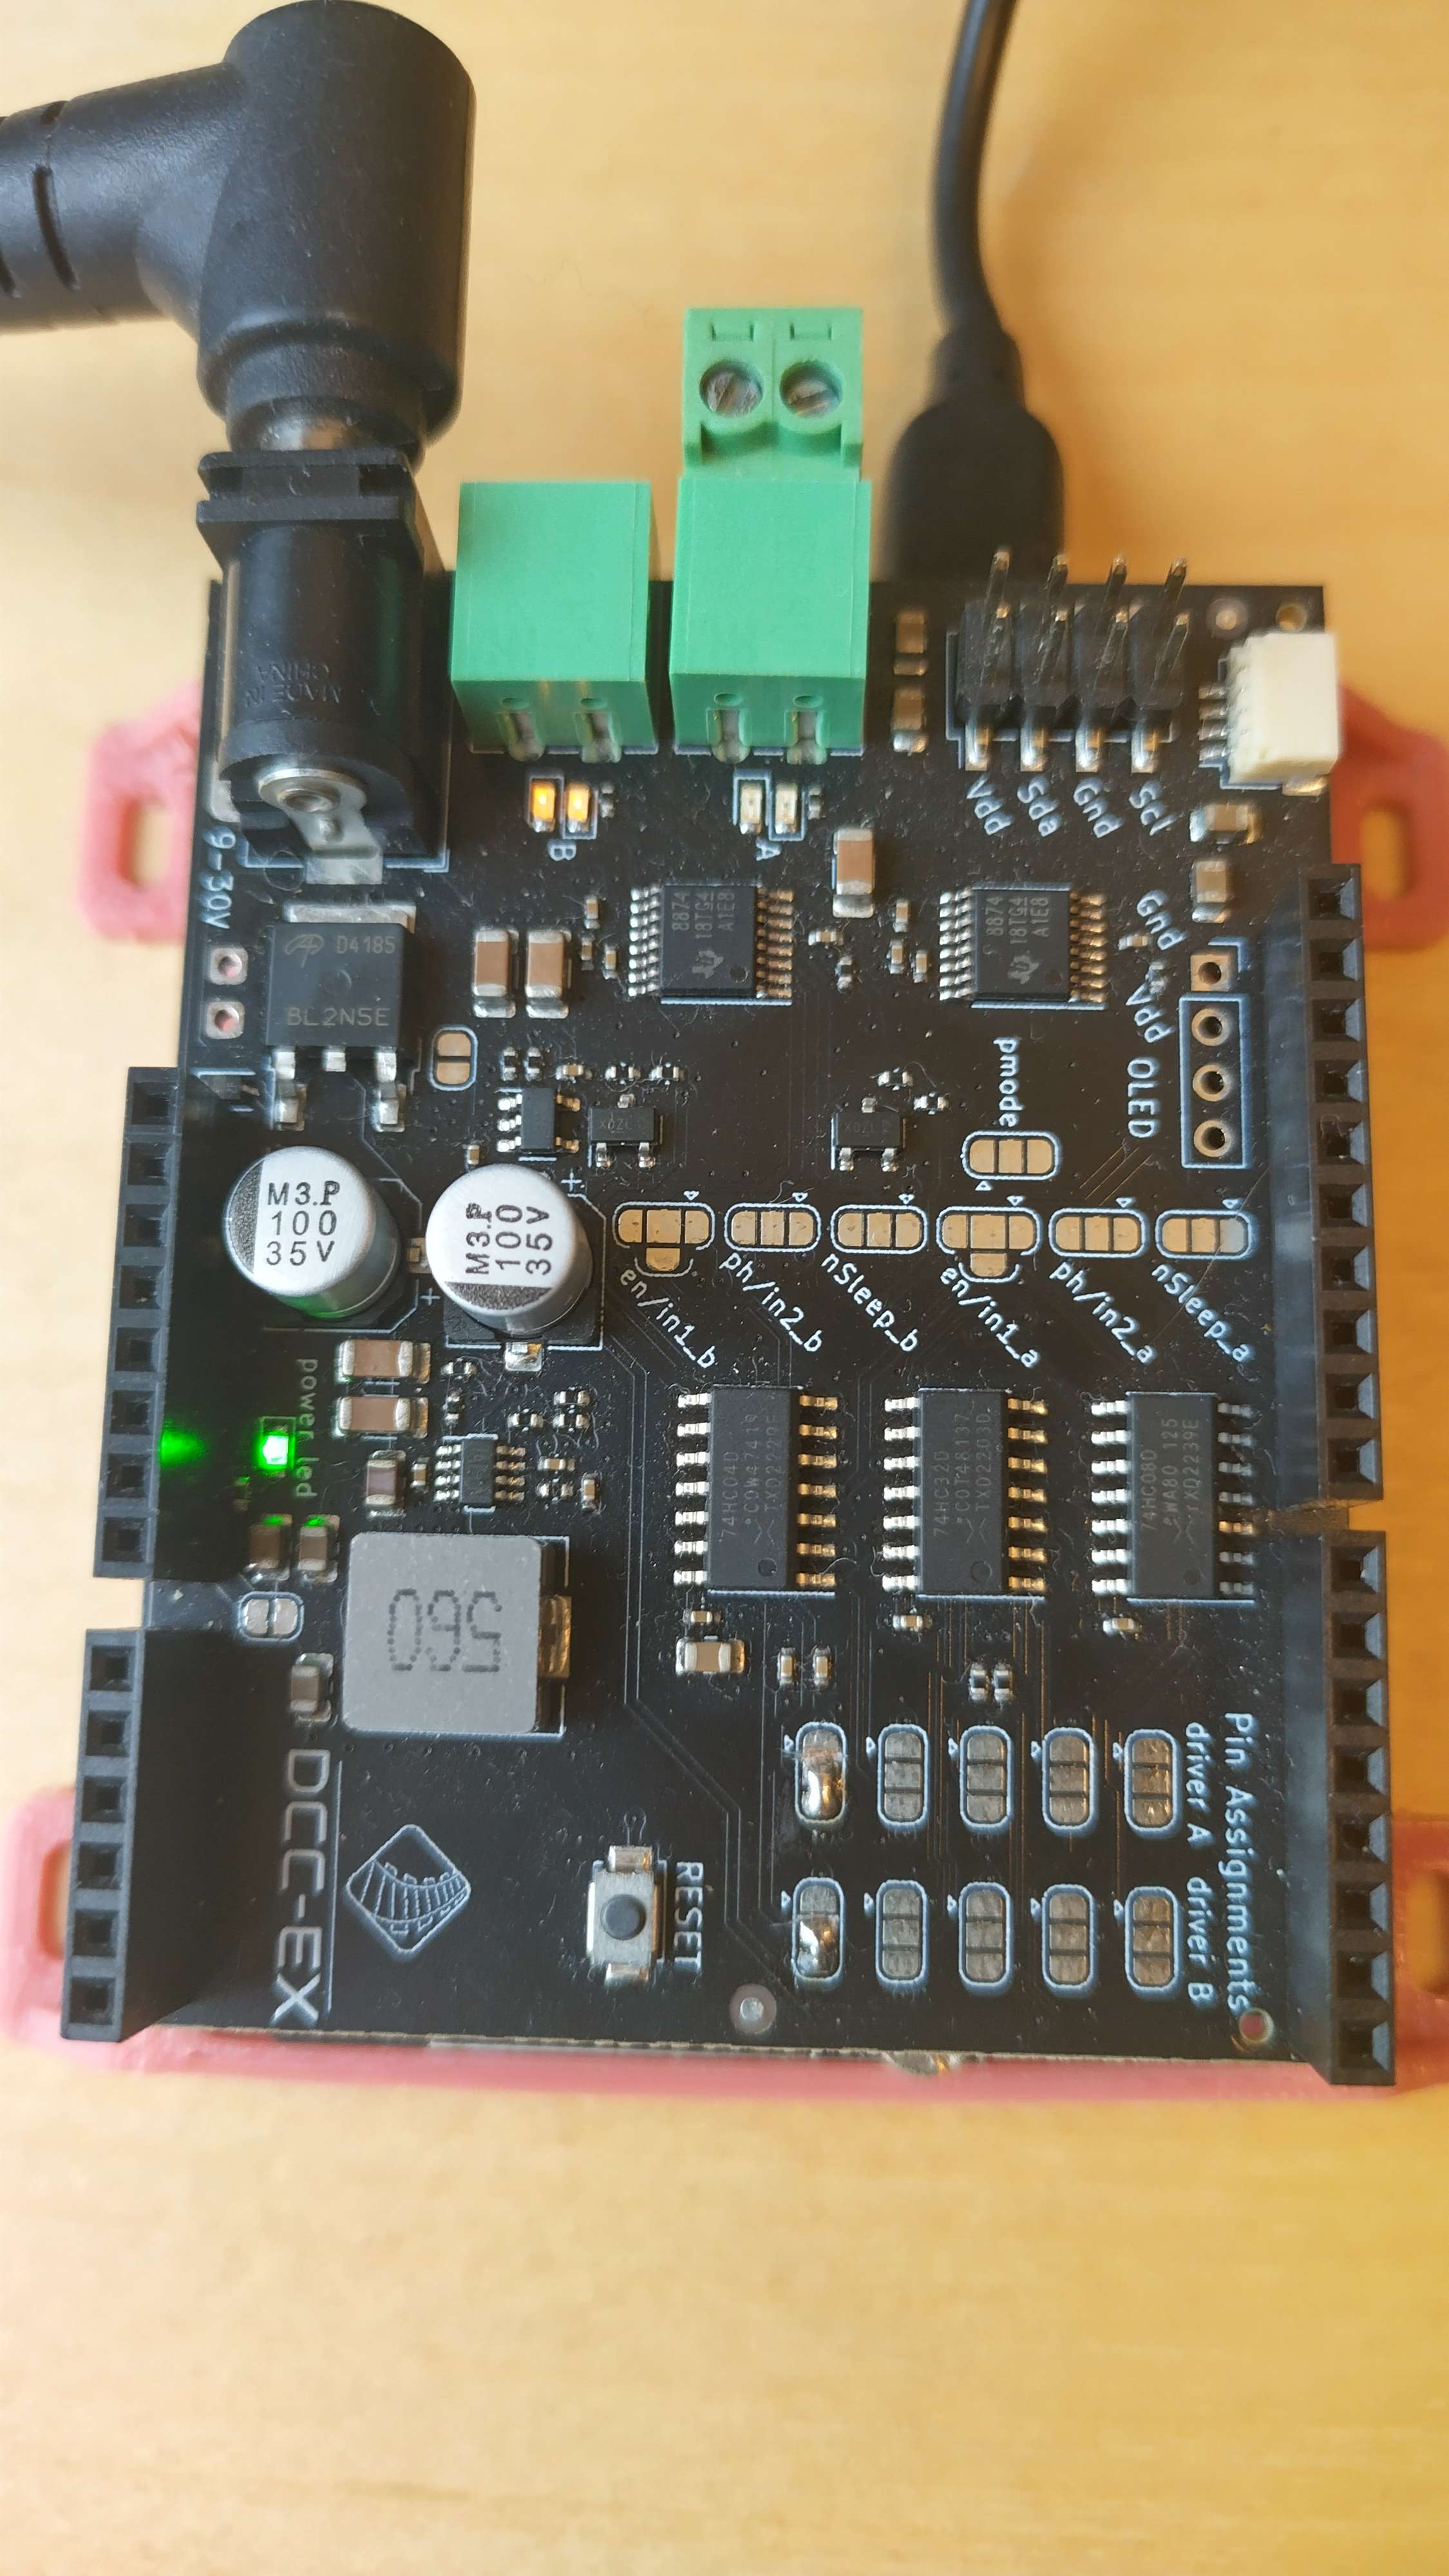 MADE IN
CHINA
Vdd
Sda
Gnd
Scl
B
A
9-30v
D4185
BL2N5E
8874
18TG4
A1E8
8874
18TG4
A1E8
Gnd
OLED
pmode
M3.P
100
35V
M3.P
100
35V
en/in1_b
ph/in2_b
nSleep_b
en/in1_a
ph/in2_a
nSleep_a
power led
74HC04D
74HC32D
TXD2203D
74HC08D
TXQ2239E
560
DCC-EX
RESET
Pin Assignments
driver A
driver B